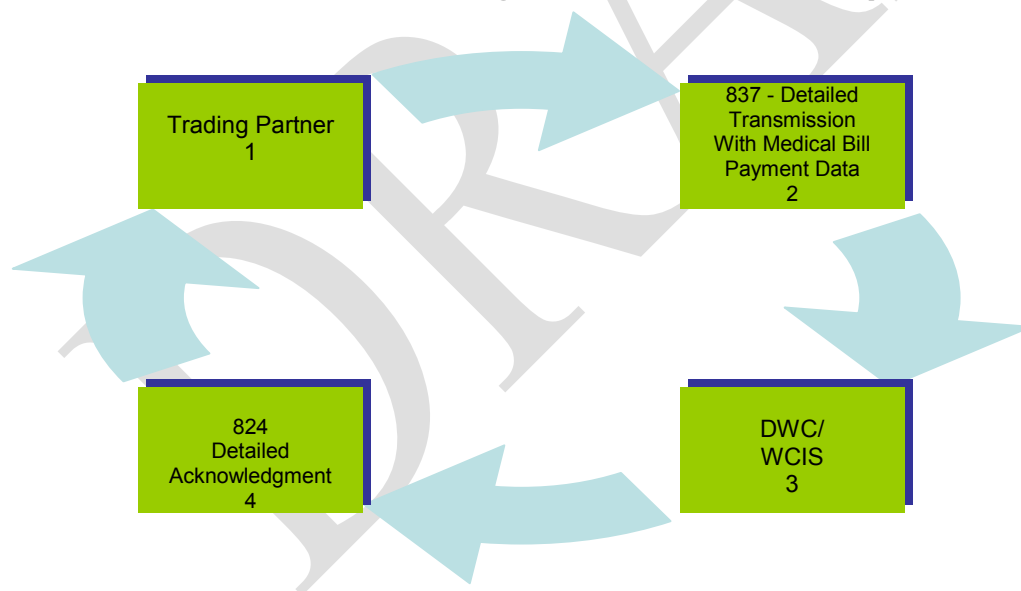 Trading Partner
1
837 - Detailed
Transmission
With Medical Bill
Payment Data
2
824
Detailed
Acknowledgment
4
DWC/
WCIS
3